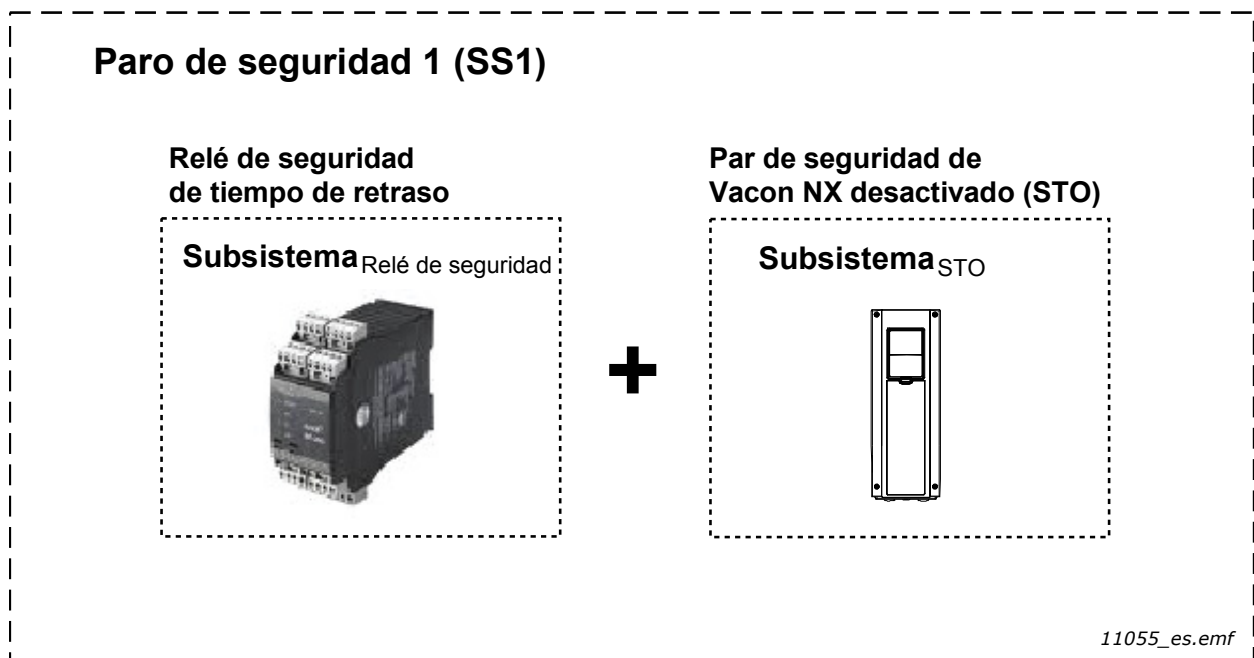 Paro de seguridad 1 (SS1)
Relé de seguridad
de tiempo de retraso
Par de seguridad de
Vacon NX desactivado (STO)
Subsistema Relé de seguridad
Subsistema STO
+
11055_es.emf